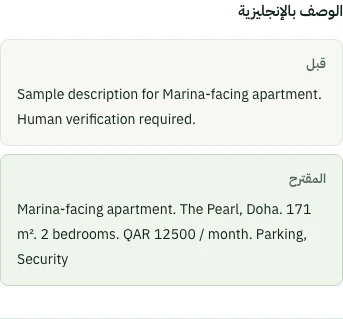 الوصف بالإنجليزية
قبل
Sample description for Marina-facing apartment.
Human verification required.
المقترح
Marina-facing apartment. The Pearl, Doha. 171
m². 2 bedrooms. QAR 12500 / month. Parking,
Security